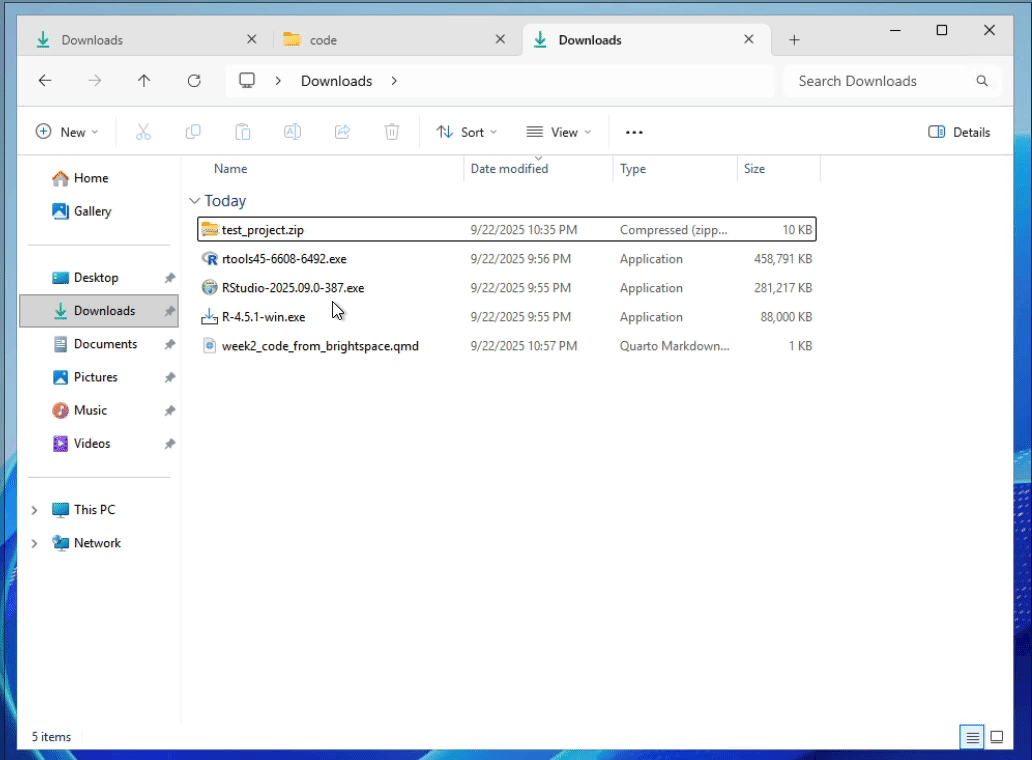 Downloads code Downloads
Downloads
Search Downloads
New Sort View Details
Name Date modified Type Size
Home
Gallery
Desktop
Downloads
Documents
Pictures
Music
Videos
This PC
Network
Today
test_project.zip 9/22/2025 10:35 PM Compressed (zipp... 10 KB
rtools45-6608-6492.exe 9/22/2025 9:56 PM Application 458,791 KB
RStudio-2025.09.0-387.exe 9/22/2025 9:55 PM Application 281,217 KB
R-4.5.1-win.exe 9/22/2025 9:55 PM Application 88,000 KB
week2_code_from_brightspace.qmd 9/22/2025 10:57 PM Quarto Markdown... 1 KB
5 items